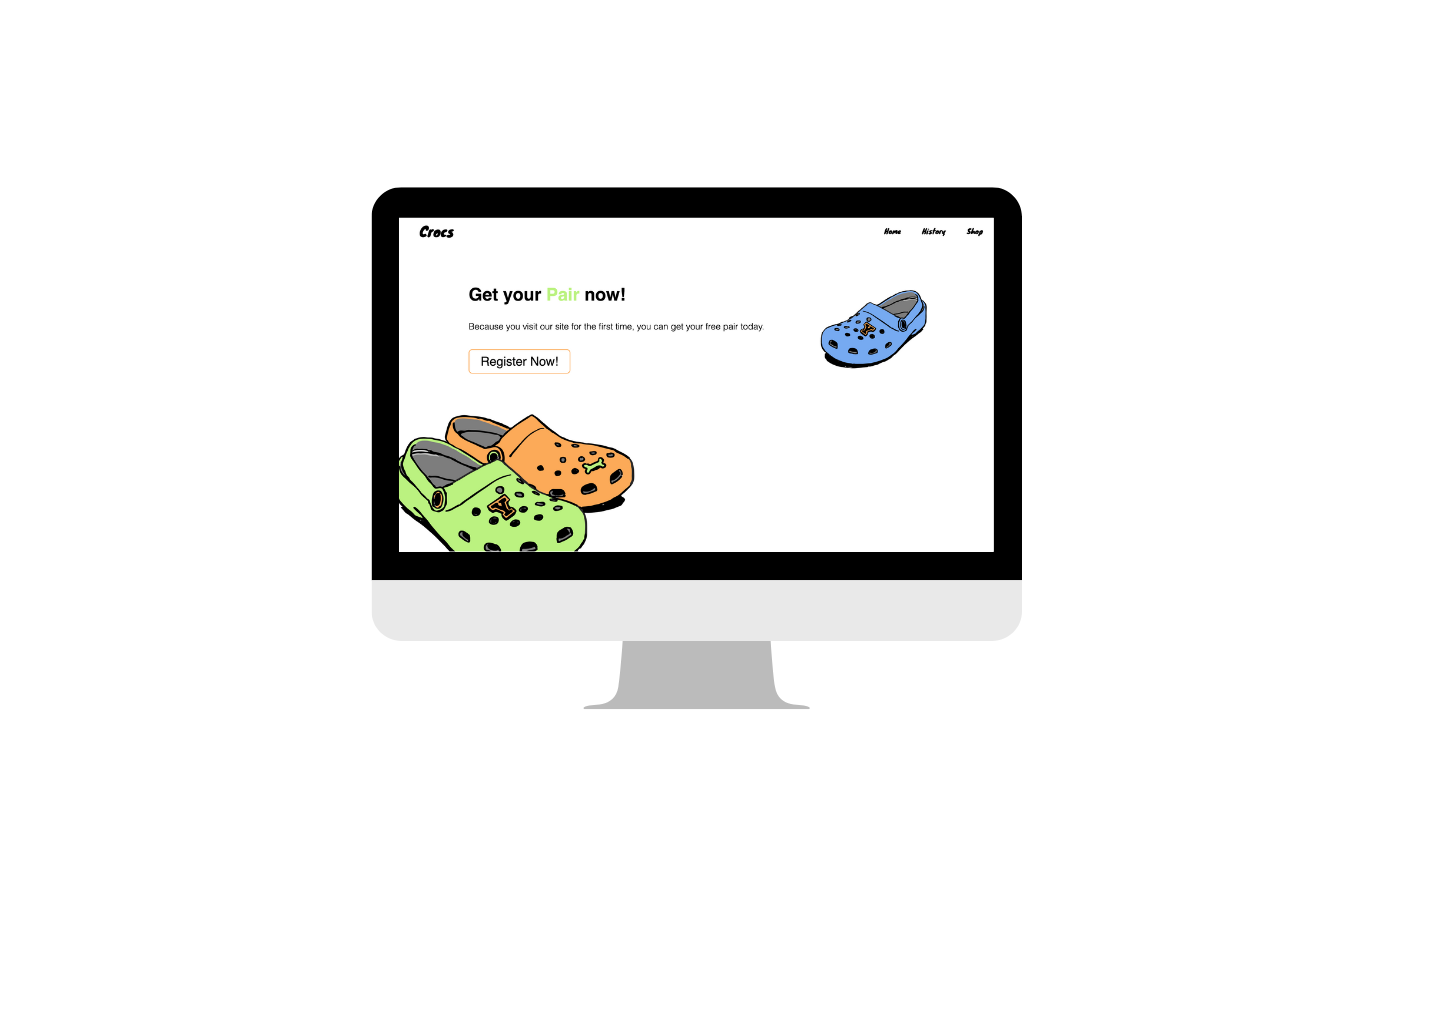 Crocs
Home History Shop
Get your Pair now!
Because you visit our site for the first time, you can get your free pair today.
Register Now!
Y
Y